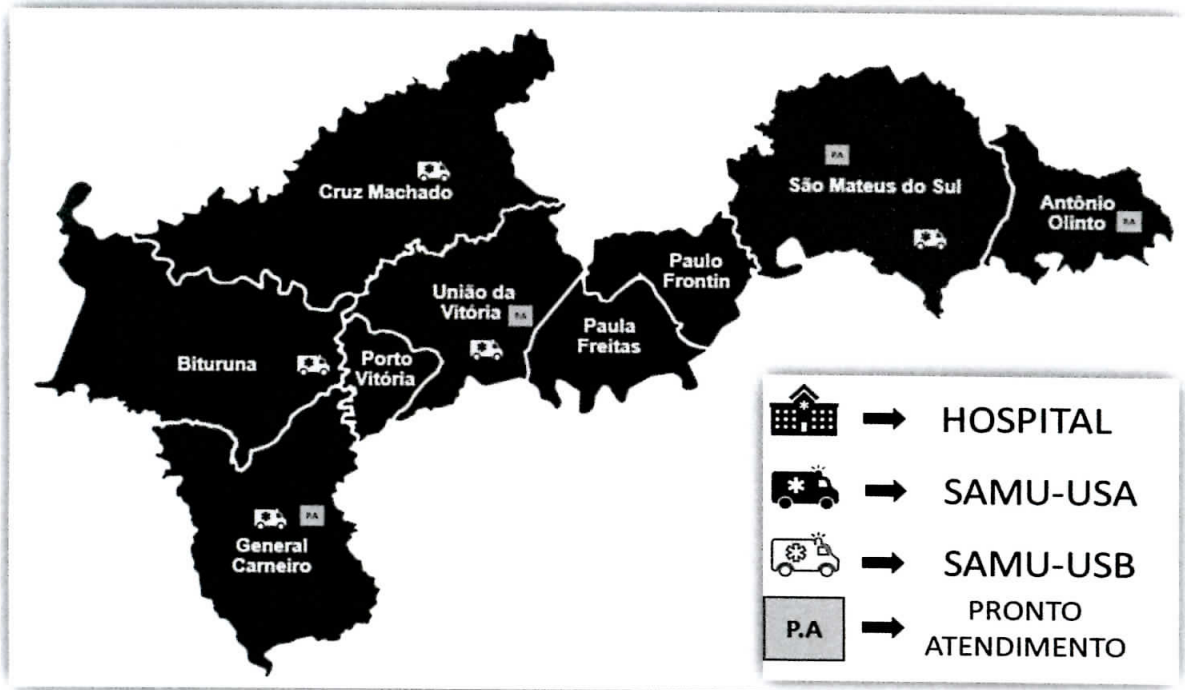 Cruz Machado
P.A
São Mateus do Sul
Antônio
Olinto
P.A
Paulo
Frontin
União da
Vitória
P.A
Paula
Freitas
Bituruna
Porto
Vitória
P.A
General
Carneiro
HOSPITAL
SAMU-USA
SAMU-USB
P.A
PRONTO
ATENDIMENTO